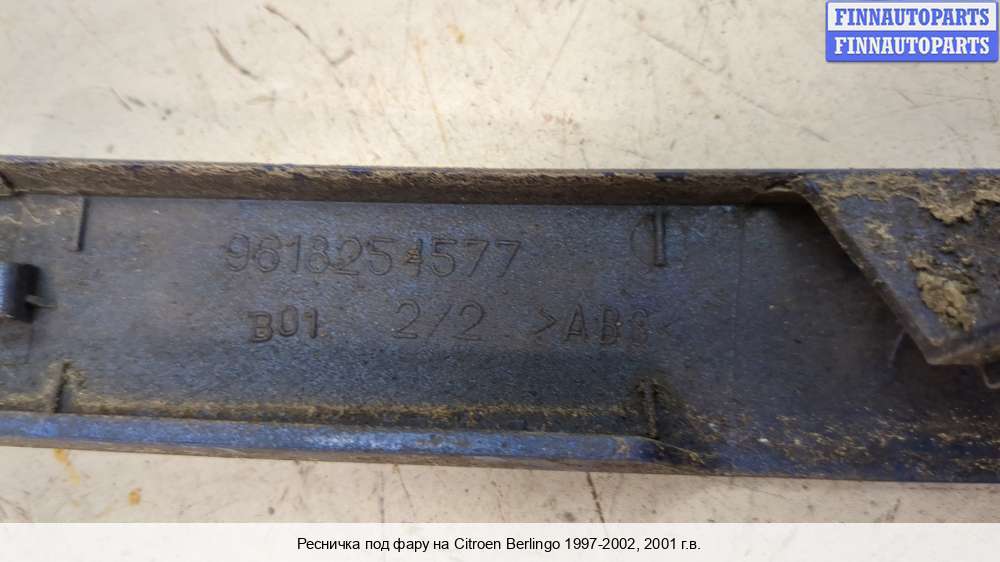 FINNAUTOPARTS
FINNAUTOPARTS
9618254577
B01 2/2 >ABS<
Ресничка под фару на Citroen Berlingo 1997-2002, 2001 г.в.